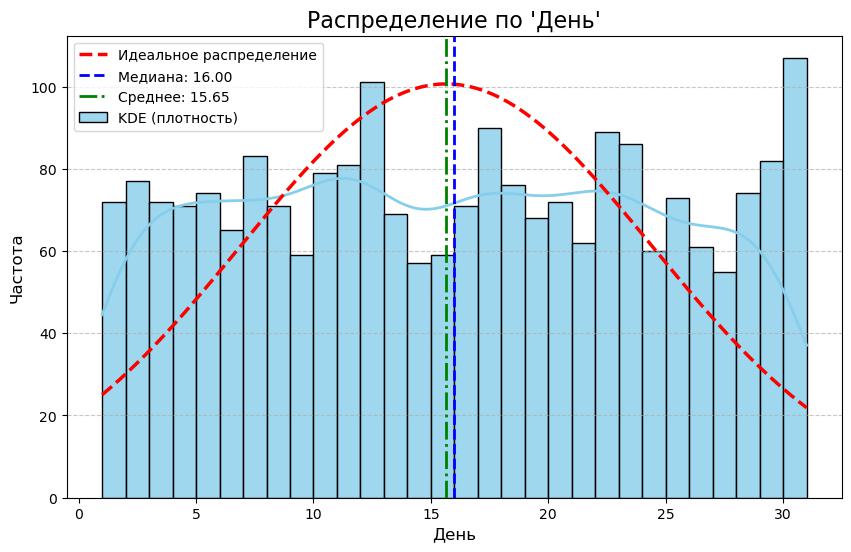 Распределение по 'День'
Идеальное распределение
Медиана: 16.00
Среднее: 15.65
KDE (плотность)
Частота
100
80
60
40
20
0
0 5 10 15 20 25 30
День